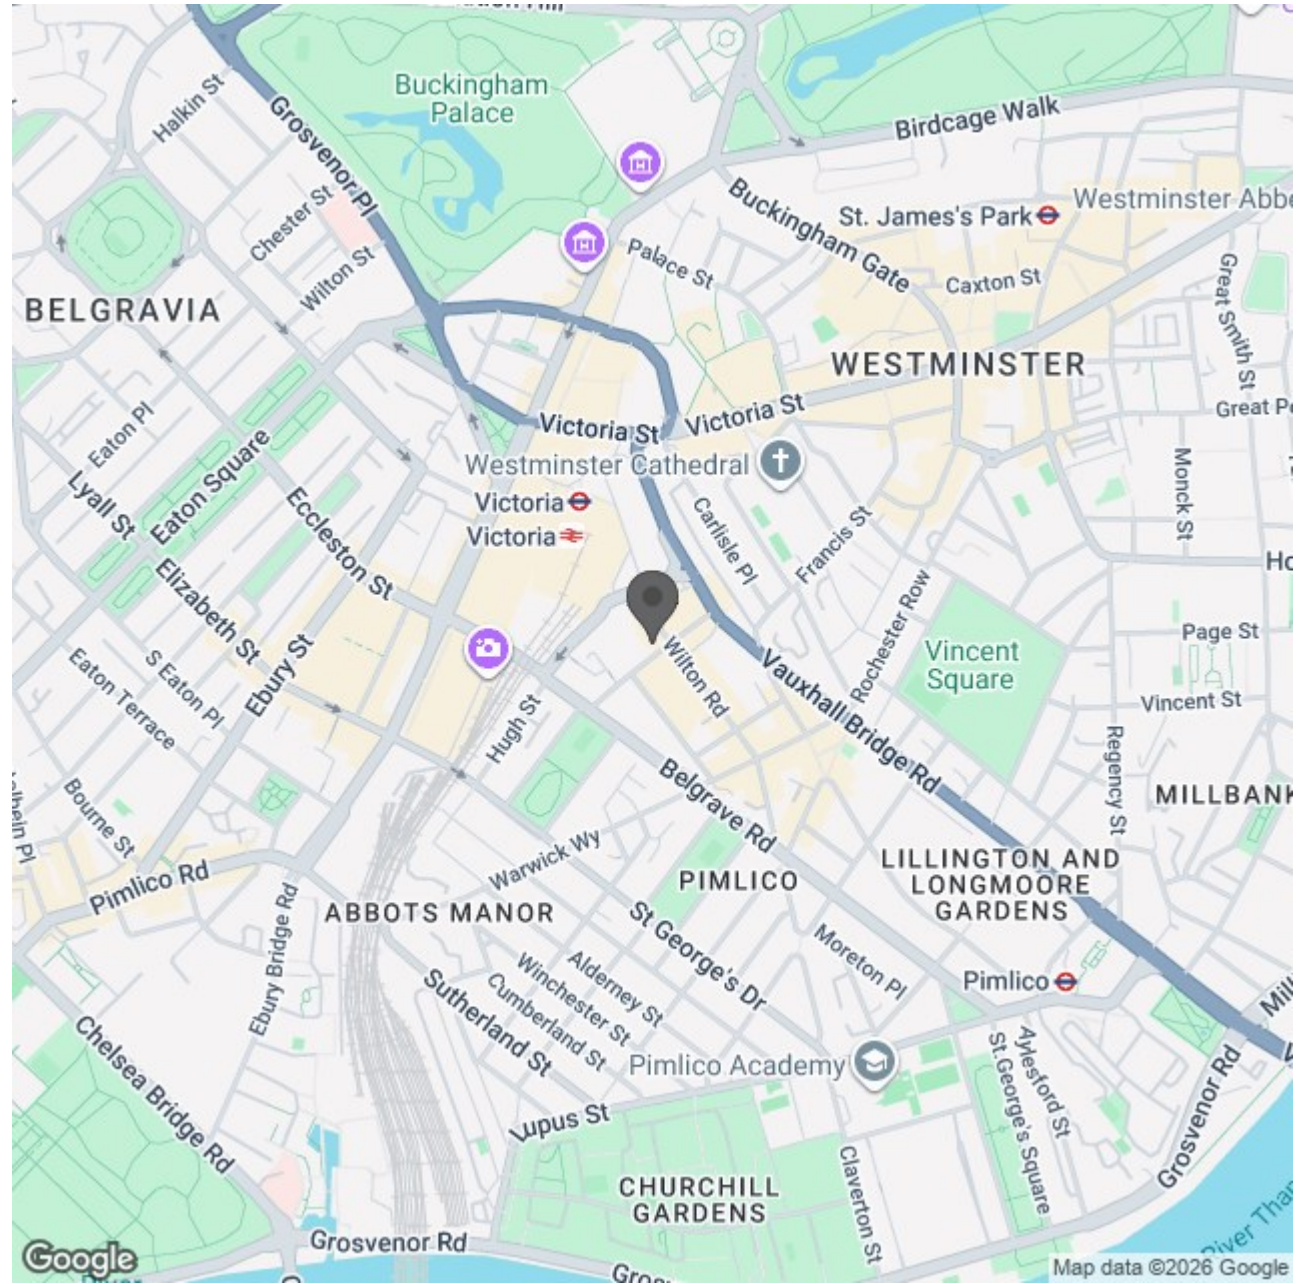 Buckingham
Palace
Halkin St
Grosvenor Pl
Birdcage Walk
Chester St
Wilton St
Buckingham Gate
St. James's Park
Westminster Abbe
Palace St
Caxton St
Great Smith St
BELGRAVIA
WESTMINSTER
Victoria St
Victoria St
Great Pe
Eaton Pl
Eaton Square
Lyall St
Westminster Cathedral
Victoria
Victoria
Carlisle Pl
Francis St
Monck St
Eccleston St
Elizabeth St
Ho
Rochester Row
Page St
Vincent
Square
Ebury St
S Eaton Pl
Eaton Terrace
Wilton Rd
Vauxhall Bridge Rd
Vincent St
Hugh St
Regency St
Belgrave Rd
Bourne St
MILLBANK
Warwick Wy
Pimlico Rd
PIMLICO
LILLINGTON AND
LONGMOORE
GARDENS
ABBOTS MANOR
Ebury Bridge Rd
St George's Dr
Moreton Pl
Alderney St
Winchester St
Cumberland St
Sutherland St
Pimlico
Mill
Chelsea Bridge Rd
Pimlico Academy
St.George's Square
Aylesford St
Grosvenor Rd
Lupus St
Claverton St
CHURCHILL
GARDENS
Grosvenor Rd
River Tham
Google
River
Gros
Map data ©2026 Google